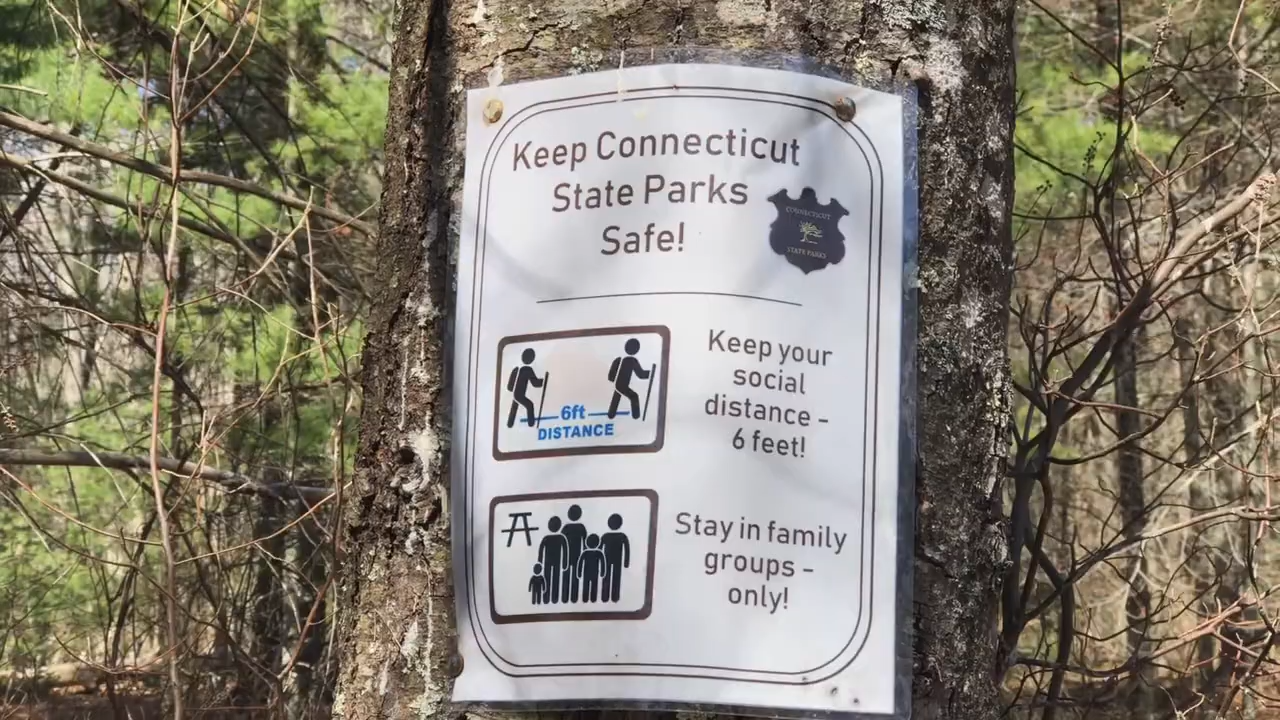 Keep Connecticut
State Parks
Safe!
CONNECTICUT
STATE PARKS
6ft
DISTANCE
Keep your
social
distance –
6 feet!
Stay in family
groups –
only!